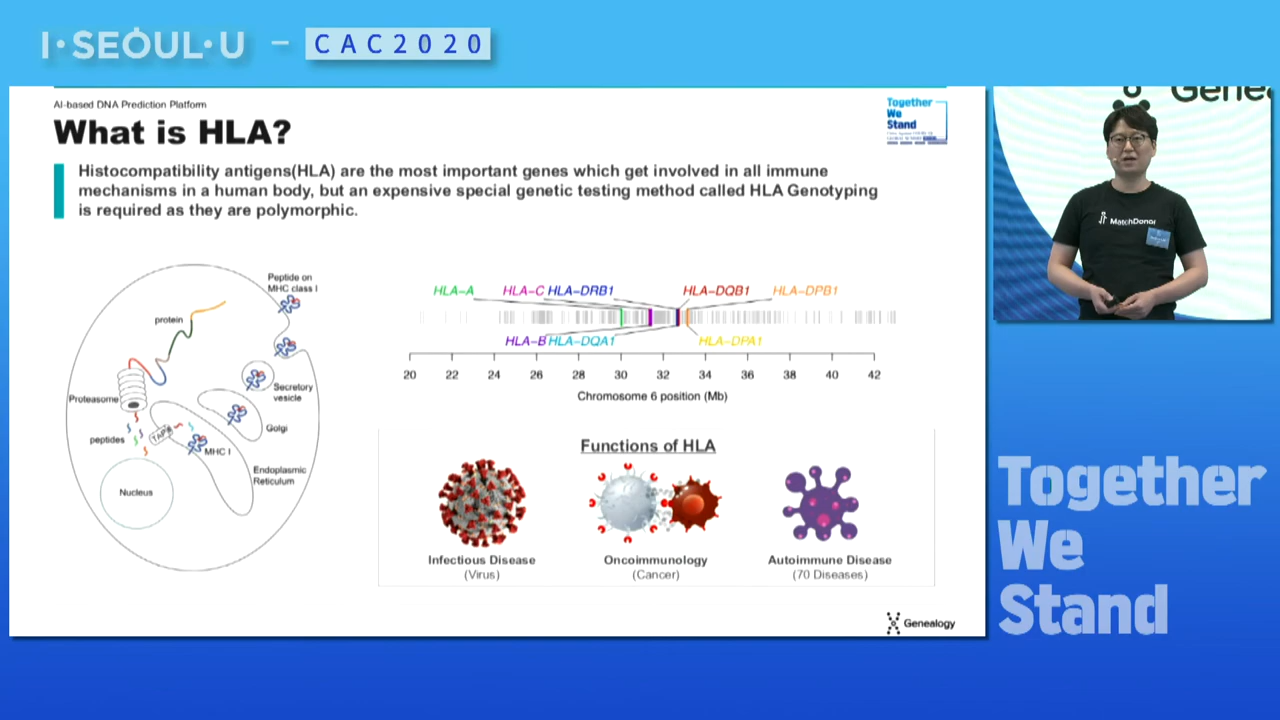 I·SEOUL·U – CAC2020
AI-based DNA Prediction Platform
What is HLA?
Together
We
Stand
Histocompatibility antigens(HLA) are the most important genes which get involved in all immune
mechanisms in a human body, but an expensive special genetic testing method called HLA Genotyping
is required as they are polymorphic.
Peptide on
MHC class I
protein
Proteasome
Secretory
vesicle
Golgi
peptides
TAP
MHC I
Endoplasmic
Reticulum
Nucleus
HLA-A HLA-C HLA-DRB1 HLA-DQB1 HLA-DPB1
HLA-B HLA-DQA1 HLA-DPA1
20 22 24 26 28 30 32 34 36 38 40 42
Chromosome 6 position (Mb)
Functions of HLA
Infectious Disease
(Virus)
Oncoimmunology
(Cancer)
Autoimmune Disease
(70 Diseases)
Genealogy
MatchDonor
Together
We
Stand